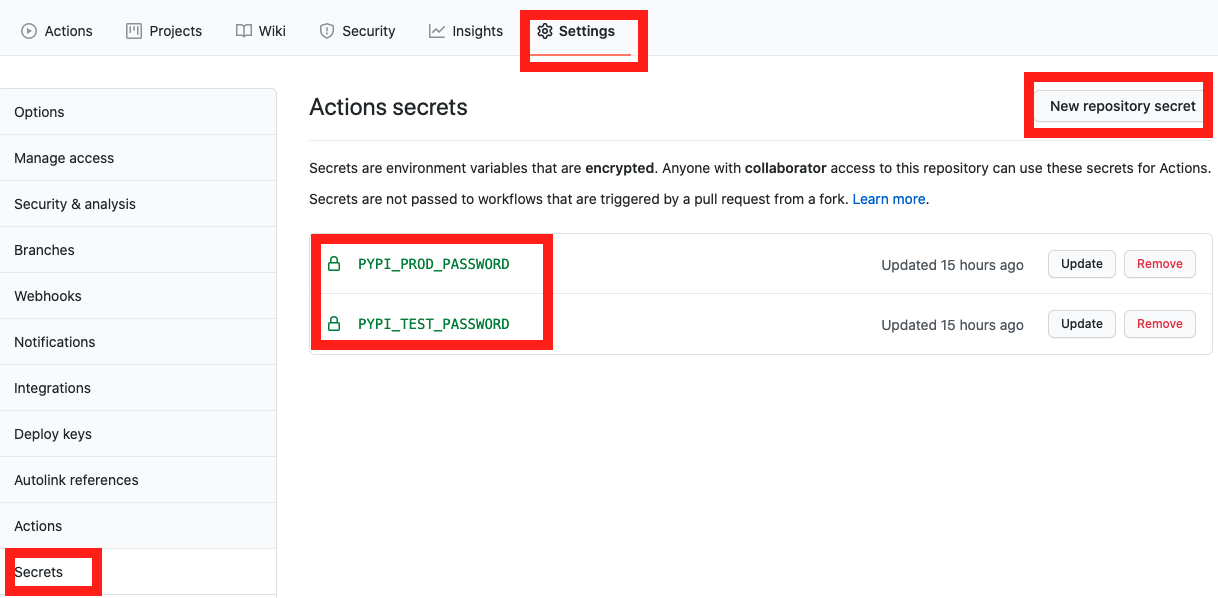 Actions Projects Wiki Security Insights Settings
Options
Manage access
Security & analysis
Branches
Webhooks
Notifications
Integrations
Deploy keys
Autolink references
Actions
Secrets
Actions secrets
New repository secret
Secrets are environment variables that are encrypted. Anyone with collaborator access to this repository can use these secrets for Actions.
Secrets are not passed to workflows that are triggered by a pull request from a fork. Learn more.
PYPI_PROD_PASSWORD Updated 15 hours ago Update Remove
PYPI_TEST_PASSWORD Updated 15 hours ago Update Remove